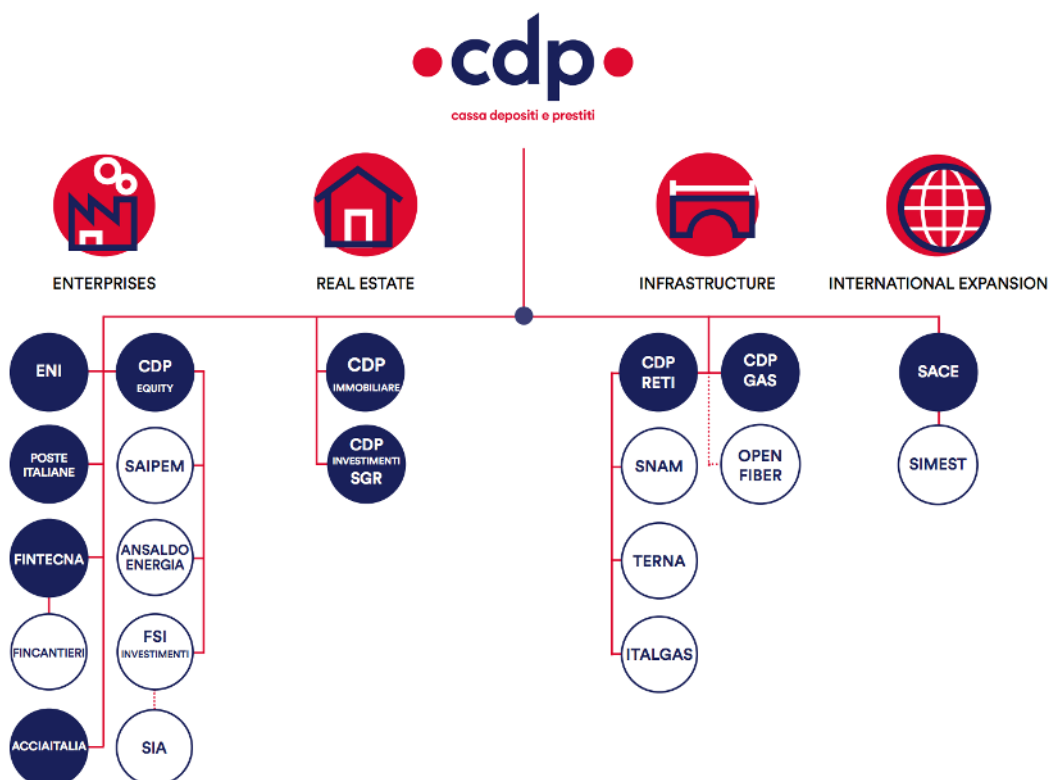 cdp
cassa depositi e prestiti
ENTERPRISES
REAL ESTATE
INFRASTRUCTURE
INTERNATIONAL EXPANSION
ENI
CDP
EQUITY
POSTE
ITALIANE
SAIPEM
FINTECNA
ANSALDO
ENERGIA
FINCANTIERI
FSI
INVESTIMENTI
ACCIAITALIA
SIA
CDP
IMMOBILIARE
CDP
INVESTIMENTI
SGR
CDP
RETI
CDP
GAS
SNAM
OPEN
FIBER
TERNA
ITALGAS
SACE
SIMEST